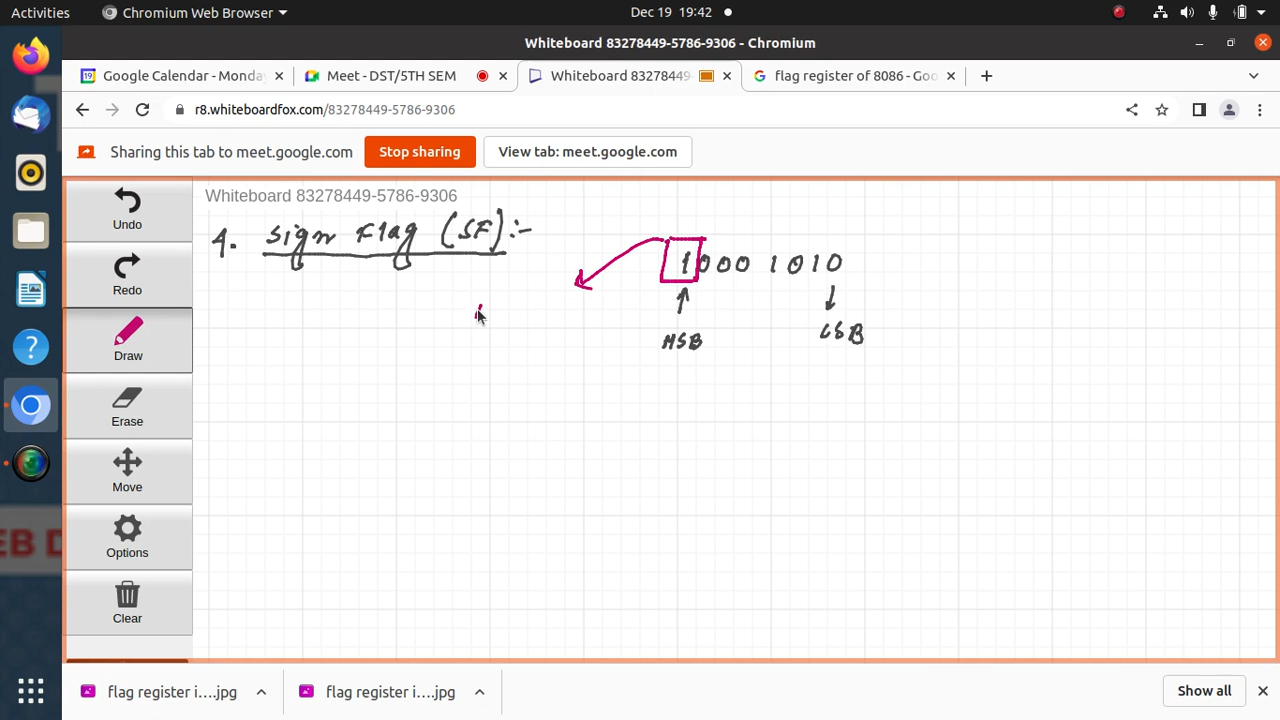 Activities Chromium Web Browser Dec 19 19:42
Whiteboard 83278449-5786-9306 - Chromium
Google Calendar - Monda Meet - DST/5TH SEM Whiteboard 83278449- flag register of 8086 - Goo
r8.whiteboardfox.com/83278449-5786-9306
Sharing this tab to meet.google.com Stop sharing View tab: meet.google.com
Whiteboard 83278449-5786-9306
4. Sign Flag (SF):-
1000 1010
MSB LSB
Undo
Redo
Draw
Erase
Move
Options
Clear
EB D
flag register i....jpg flag register i....jpg Show all